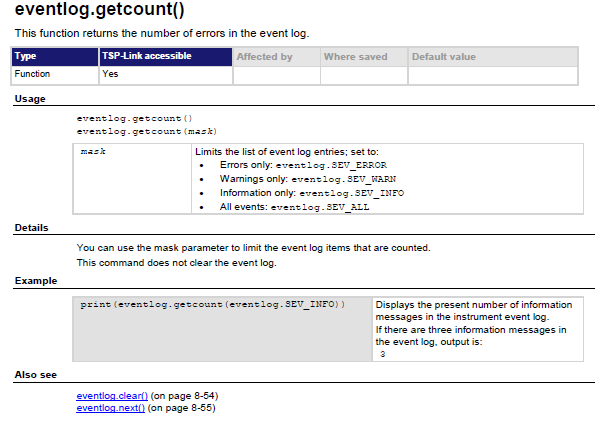 eventlog.getcount()
This function returns the number of errors in the event log.
Type TSP-Link accessible Affected by Where saved Default value
Function Yes
Usage
eventlog.getcount()
eventlog.getcount(mask)
mask Limits the list of event log entries; set to:
• Errors only: eventlog.SEV_ERROR
• Warnings only: eventlog.SEV_WARN
• Information only: eventlog.SEV_INFO
• All events: eventlog.SEV_ALL
Details
You can use the mask parameter to limit the event log items that are counted.
This command does not clear the event log.
Example
print(eventlog.getcount(eventlog.SEV_INFO)) Displays the present number of information
messages in the instrument event log.
If there are three information messages in
the event log, output is:
3
Also see
eventlog.clear() (on page 8-54)
eventlog.next() (on page 8-55)